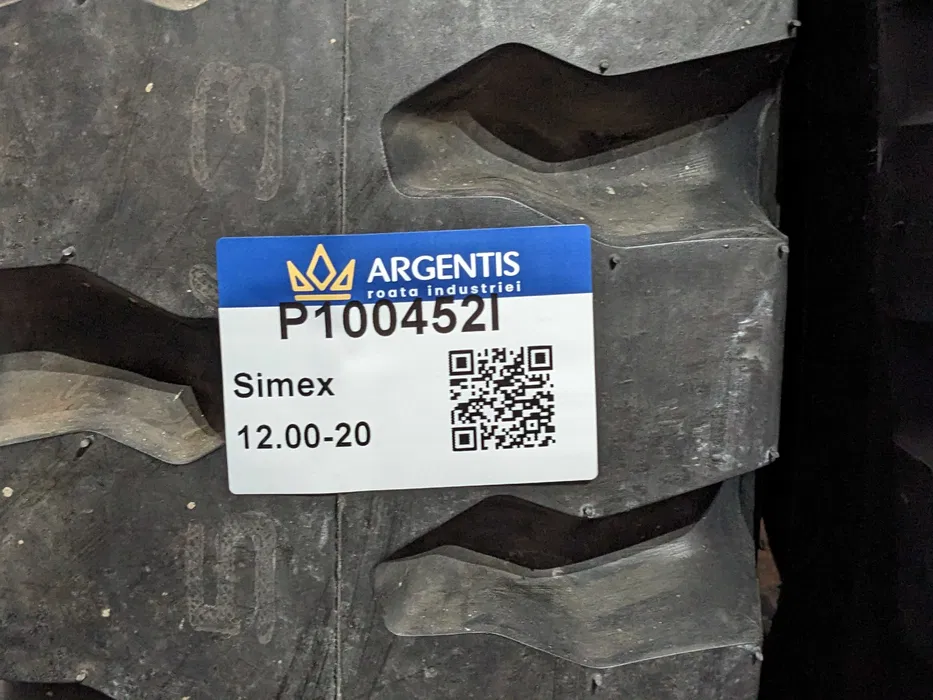 ARGENTIS
roata industriei
P100452I
Simex
12.00-20